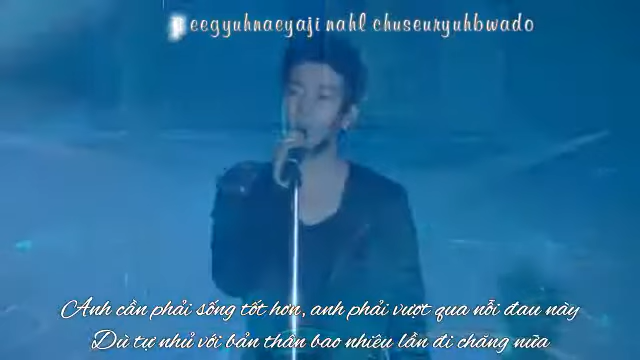 eegyuhnaeyaji nahl chuseuryuhbwado
Anh cần phải sống tốt hơn, anh phải vượt qua nỗi đau này
Dù tự nhủ với bản thân bao nhiêu lần đi chăng nữa